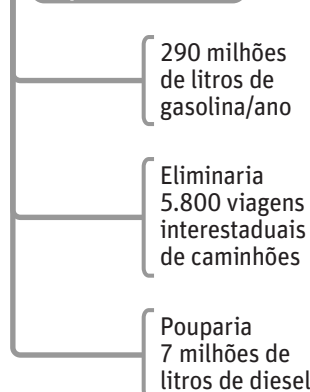 290 milhões
de litros de
gasolina/ano
Eliminaria
5.800 viagens
interestaduais
de caminhões
Pouparia
7 milhões de
litros de diesel